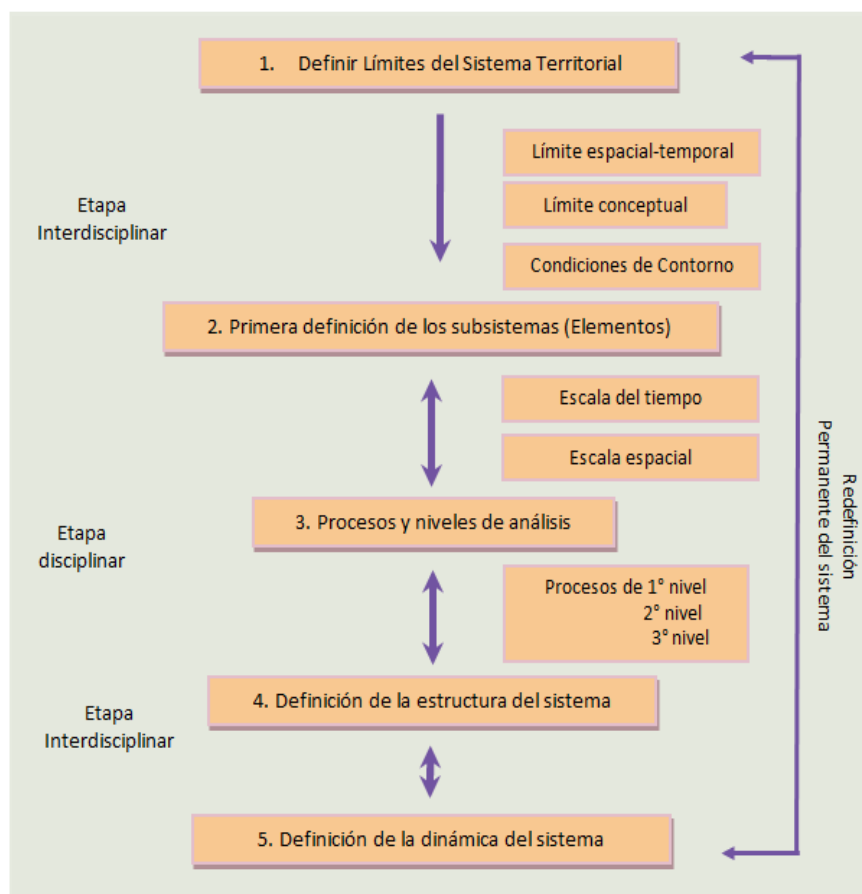 1. Definir Límites del Sistema Territorial
Límite espacial-temporal
Límite conceptual
Etapa
Interdisciplinar
Condiciones de Contorno
2. Primera definición de los subsistemas (Elementos)
Escala del tiempo
Escala espacial
Redefinición
Permanente del sistema
3. Procesos y niveles de análisis
Etapa
disciplinar
Procesos de 1° nivel
2° nivel
3° nivel
4. Definición de la estructura del sistema
Etapa
Interdisciplinar
5. Definición de la dinámica del sistema